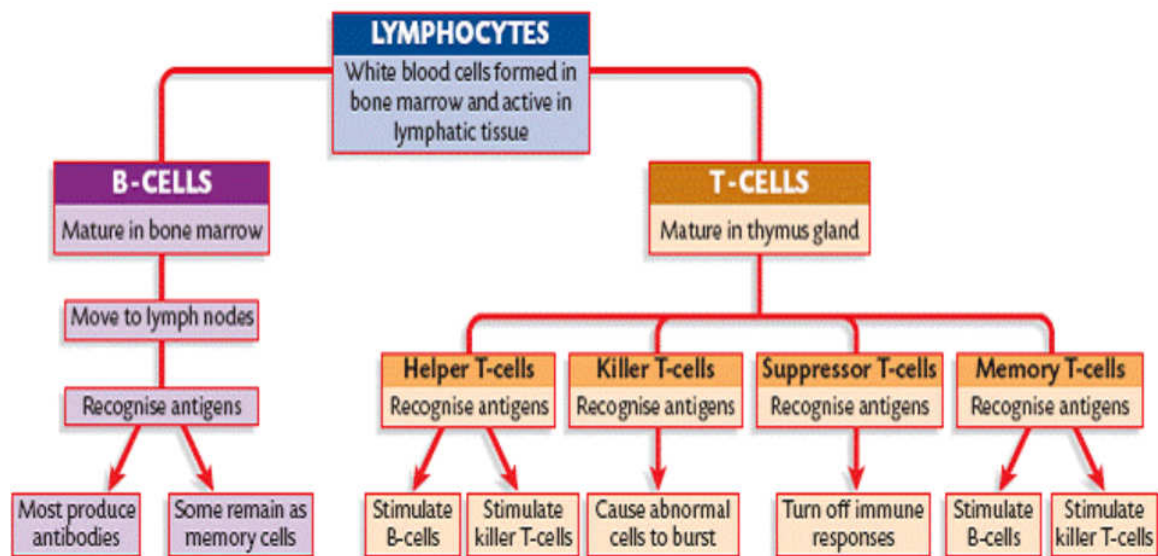 LYMPHOCYTES
White blood cells formed in
bone marrow and active in
lymphatic tissue
B-CELLS
Mature in bone marrow
Move to lymph nodes
Recognise antigens
Most produce
antibodies
Some remain as
memory cells
T-CELLS
Mature in thymus gland
Helper T-cells
Recognise antigens
Stimulate
B-cells
Stimulate
killer T-cells
Killer T-cells
Recognise antigens
Cause abnormal
cells to burst
Suppressor T-cells
Recognise antigens
Turn off immune
responses
Memory T-cells
Recognise antigens
Stimulate
B-cells
Stimulate
killer T-cells